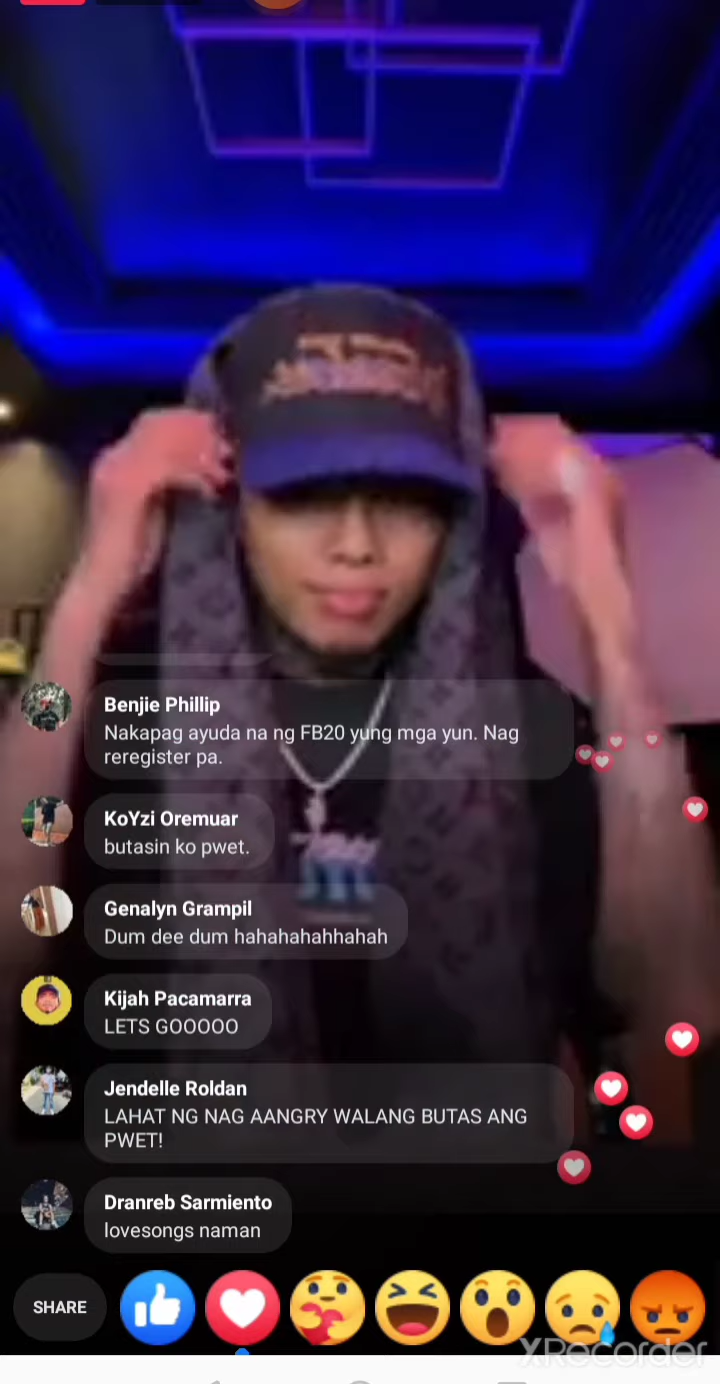 Benjie Phillip
Nakapag ayuda na ng FB20 yung mga yun. Nag
reregister pa.
KoYzi Oremuar
butasin ko pwet.
Genalyn Grampil
Dum dee dum hahahahahhahah
Kijah Pacamarra
LETS GOOOOO
Jendelle Roldan
LAHAT NG NAG AANGRY WALANG BUTAS ANG
PWET!
Dranreb Sarmiento
lovesongs naman
SHARE
XRecorder